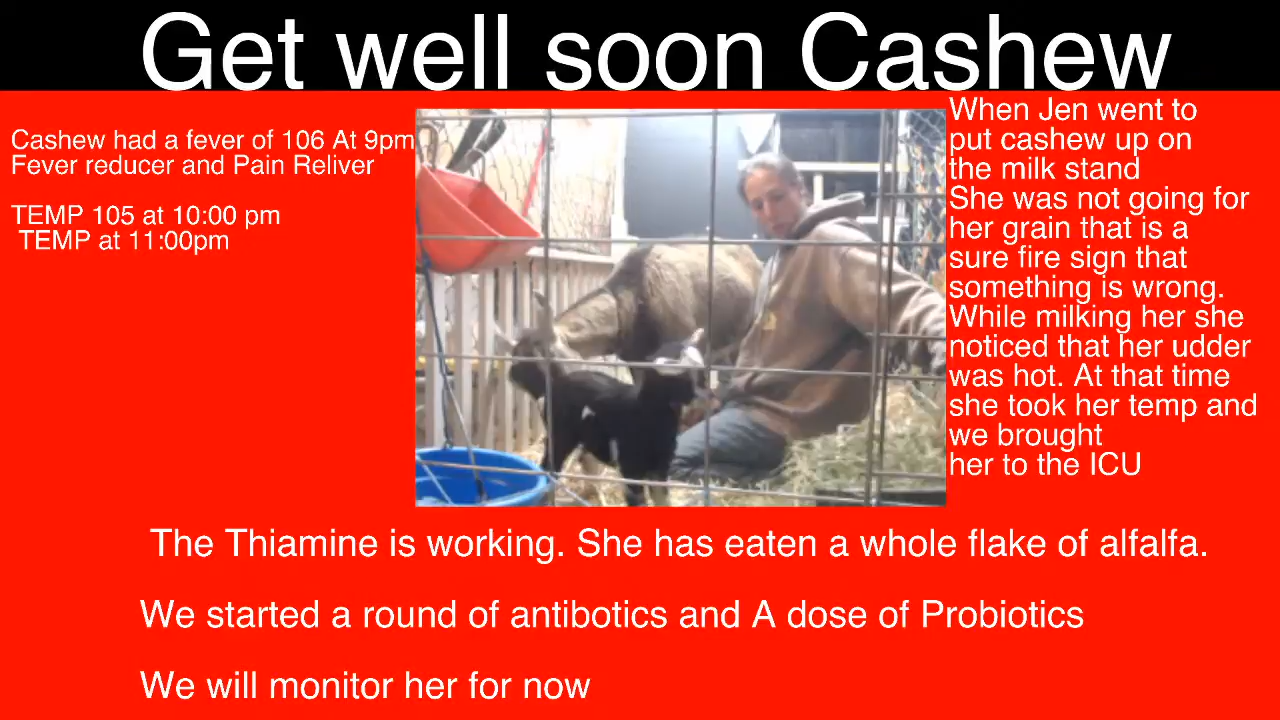 Get well soon Cashew
Cashew had a fever of 106 At 9pm
Fever reducer and Pain Reliver
TEMP 105 at 10:00 pm
TEMP at 11:00pm
When Jen went to
put cashew up on
the milk stand
She was not going for
her grain that is a
sure fire sign that
something is wrong.
While milking her she
noticed that her udder
was hot. At that time
she took her temp and
we brought
her to the ICU
The Thiamine is working. She has eaten a whole flake of alfalfa.
We started a round of antibotics and A dose of Probiotics
We will monitor her for now